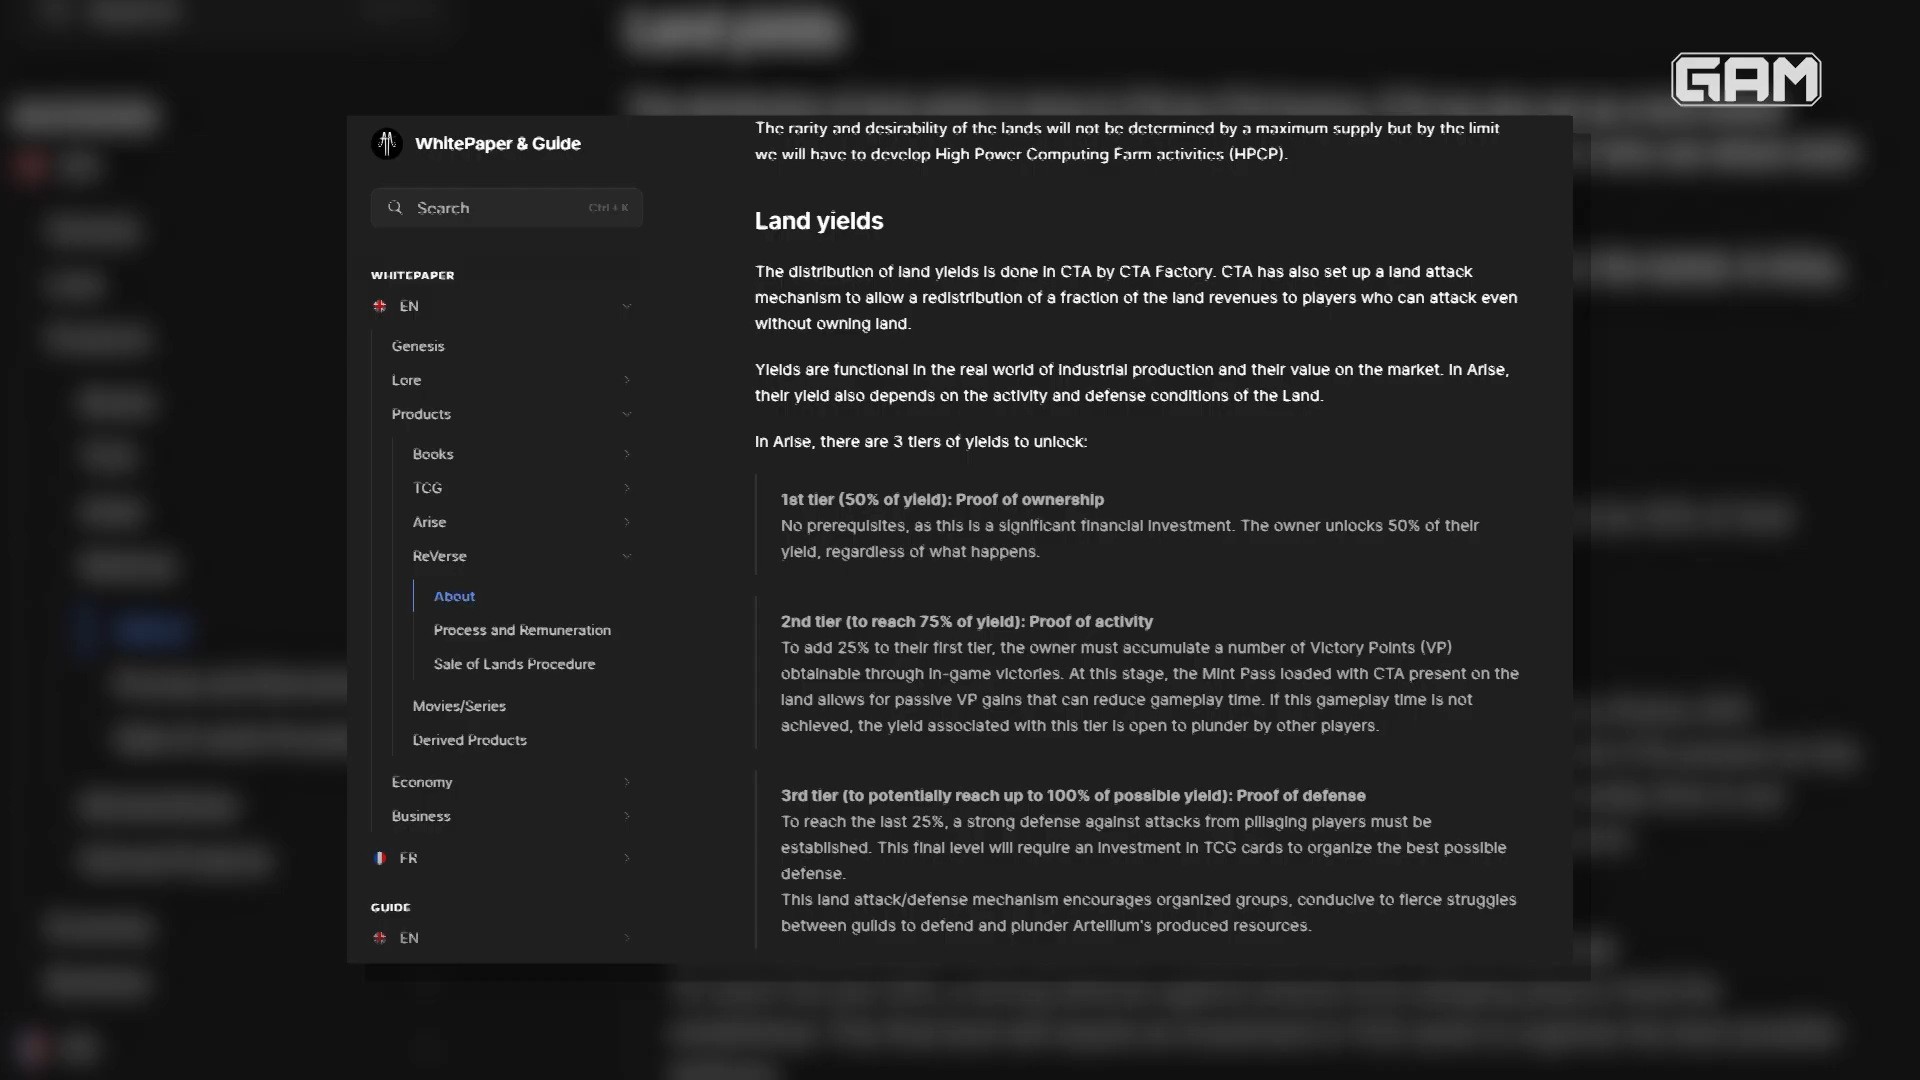 GAM
WhitePaper & Guide
Search
Ctrl + K
WHITEPAPER
EN
Genesis
Lore
Products
Books
TCG
Arise
ReVerse
About
Process and Remuneration
Sale of Lands Procedure
Movies/Series
Derived Products
Economy
Business
FR
GUIDE
EN
The rarity and desirability of the lands will not be determined by a maximum supply but by the limit
we will have to develop High Power Computing Farm activities (HPCP).
Land yields
The distribution of land yields is done in CTA by CTA Factory. CTA has also set up a land attack
mechanism to allow a redistribution of a fraction of the land revenues to players who can attack even
without owning land.
Yields are functional in the real world of industrial production and their value on the market. In Arise,
their yield also depends on the activity and defense conditions of the Land.
In Arise, there are 3 tiers of yields to unlock:
1st tier (50% of yield): Proof of ownership
No prerequisites, as this is a significant financial investment. The owner unlocks 50% of their
yield, regardless of what happens.
2nd tier (to reach 75% of yield): Proof of activity
To add 25% to their first tier, the owner must accumulate a number of Victory Points (VP)
obtainable through in-game victories. At this stage, the Mint Pass loaded with CTA present on the
land allows for passive VP gains that can reduce gameplay time. If this gameplay time is not
achieved, the yield associated with this tier is open to plunder by other players.
3rd tier (to potentially reach up to 100% of possible yield): Proof of defense
To reach the last 25%, a strong defense against attacks from pillaging players must be
established. This final level will require an investment in TCG cards to organize the best possible
defense.
This land attack/defense mechanism encourages organized groups, conducive to fierce struggles
between guilds to defend and plunder Artellium's produced resources.